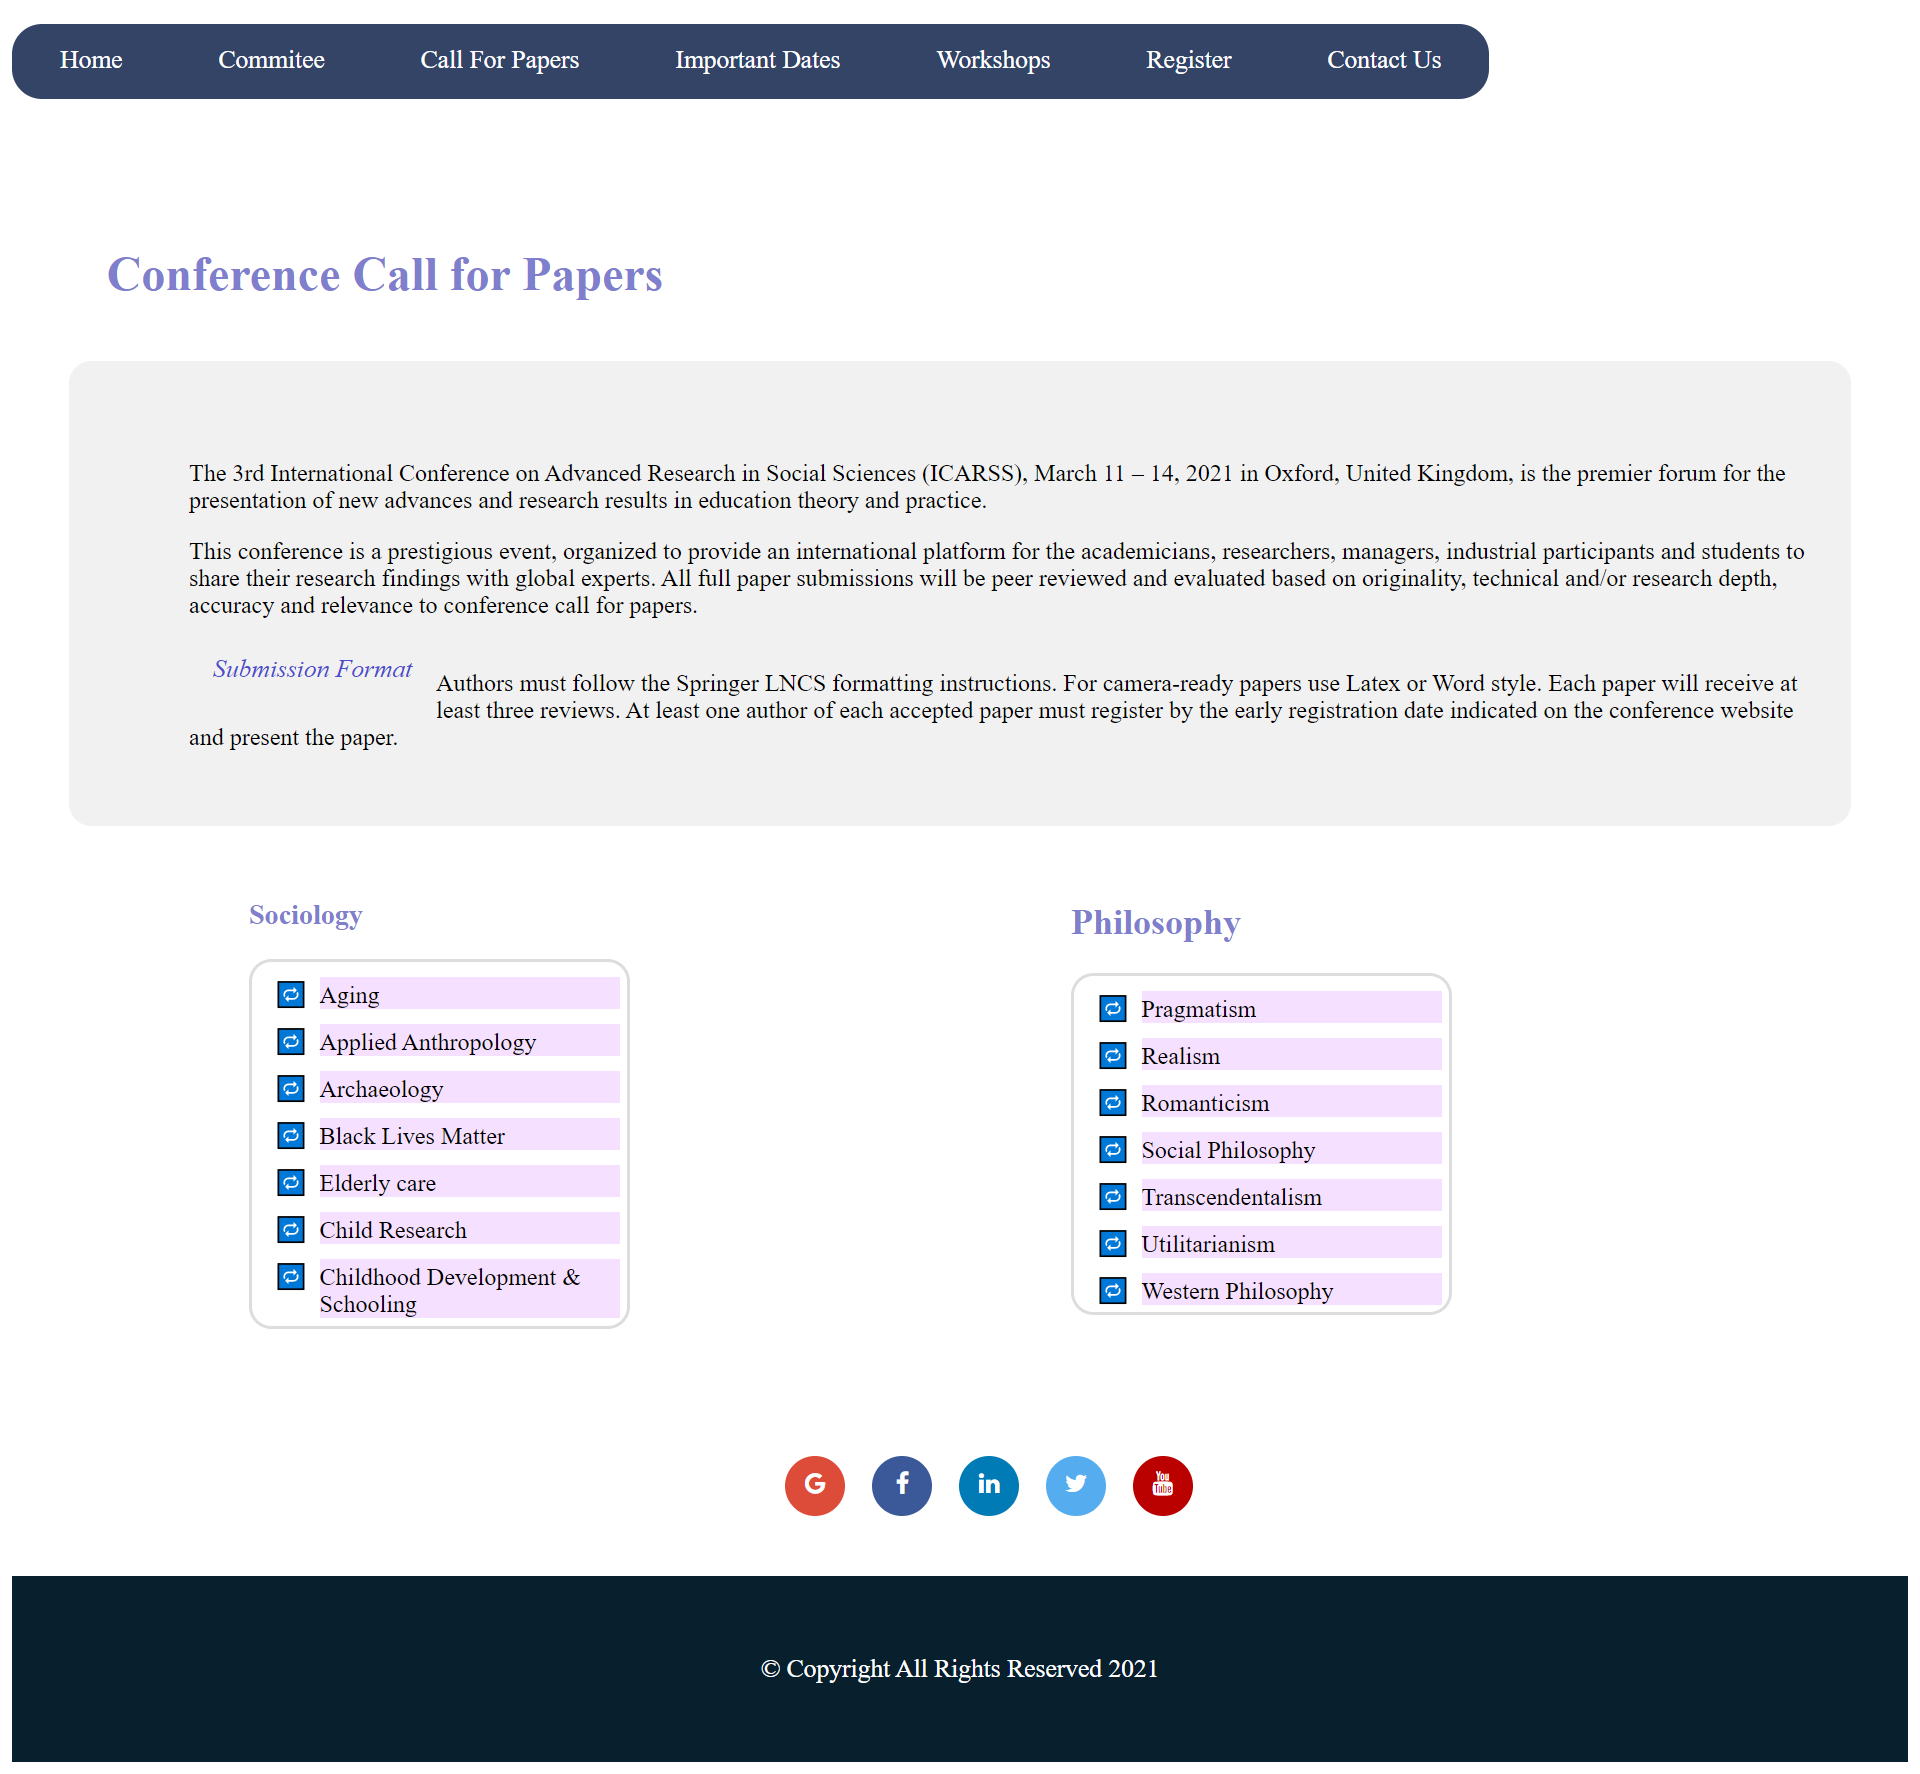 Home Commitee Call For Papers Important Dates Workshops Register Contact Us
Conference Call for Papers
The 3rd International Conference on Advanced Research in Social Sciences (ICARSS), March 11 – 14, 2021 in Oxford, United Kingdom, is the premier forum for the
presentation of new advances and research results in education theory and practice.
This conference is a prestigious event, organized to provide an international platform for the academicians, researchers, managers, industrial participants and students to
share their research findings with global experts. All full paper submissions will be peer reviewed and evaluated based on originality, technical and/or research depth,
accuracy and relevance to conference call for papers.
Submission Format
Authors must follow the Springer LNCS formatting instructions. For camera-ready papers use Latex or Word style. Each paper will receive at
least three reviews. At least one author of each accepted paper must register by the early registration date indicated on the conference website
and present the paper.
Sociology
Aging
Applied Anthropology
Archaeology
Black Lives Matter
Elderly care
Child Research
Childhood Development &
Schooling
Philosophy
Pragmatism
Realism
Romanticism
Social Philosophy
Transcendentalism
Utilitarianism
Western Philosophy
G f in You
Tube
© Copyright All Rights Reserved 2021